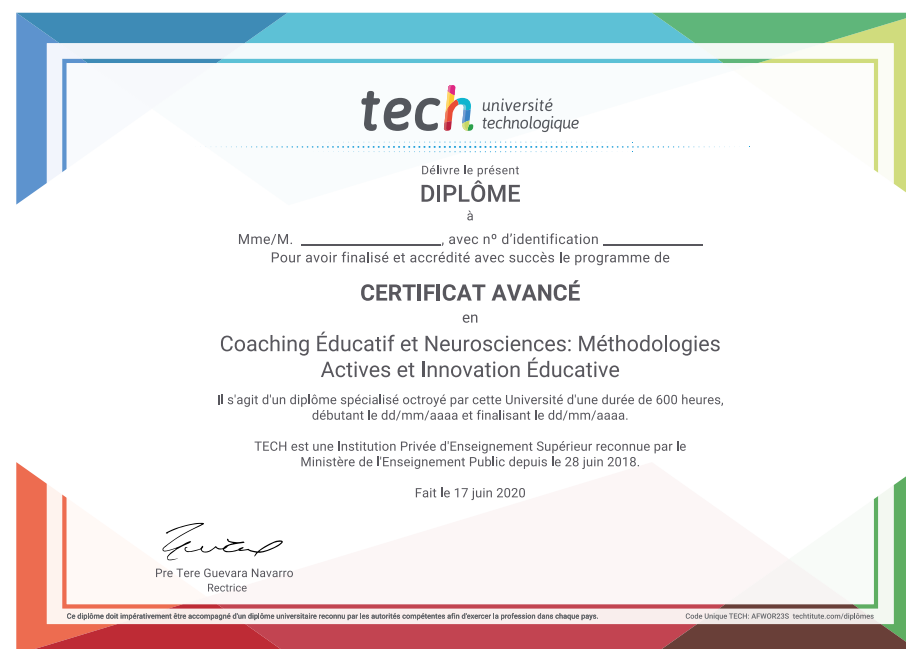 tech université
technologique
Délivre le présent
DIPLÔME
à
Mme/M. ____________________, avec nº d'identification ______________
Pour avoir finalisé et accrédité avec succès le programme de
CERTIFICAT AVANCÉ
en
Coaching Éducatif et Neurosciences: Méthodologies
Actives et Innovation Éducative
Il s'agit d'un diplôme spécialisé octroyé par cette Université d'une durée de 600 heures,
débutant le dd/mm/aaaa et finalisant le dd/mm/aaaa.
TECH est une Institution Privée d'Enseignement Supérieur reconnue par le
Ministère de l'Enseignement Public depuis le 28 juin 2018.
Fait le 17 juin 2020
Pre Tere Guevara Navarro
Rectrice
Ce diplôme doit impérativement être accompagné d'un diplôme universitaire reconnu par les autorités compétentes afin d'exercer la profession dans chaque pays.
Code Unique TECH: AFWOR23S techtitute.com/diplômes